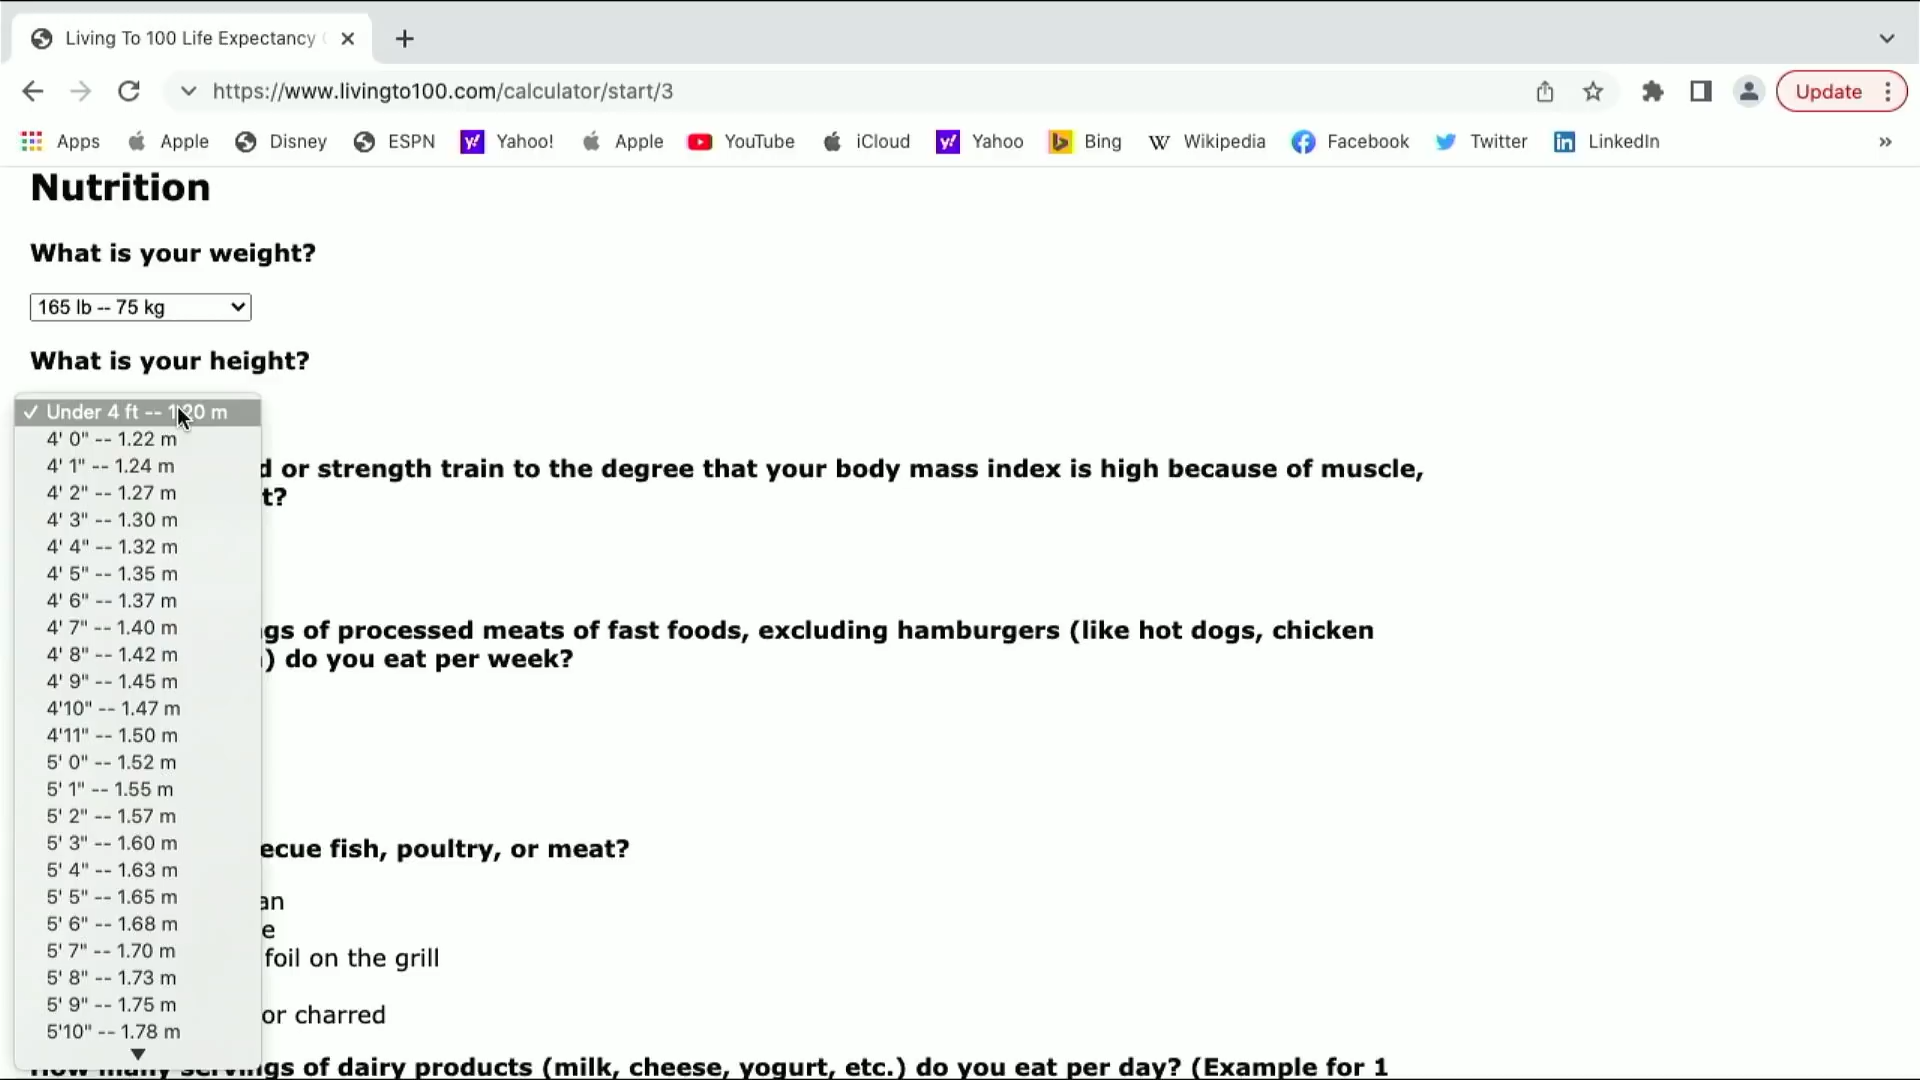 Living To 100 Life Expectancy
https://www.livingto100.com/calculator/start/3
Update
Apps Apple Disney ESPN Yahoo! Apple YouTube iCloud Yahoo Bing Wikipedia Facebook Twitter LinkedIn
Nutrition
What is your weight?
165 lb -- 75 kg
What is your height?
Under 4 ft -- 1.20 m
4' 0" -- 1.22 m
4' 1" -- 1.24 m
d or strength train to the degree that your body mass index is high because of muscle,
4' 2" -- 1.27 m
t?
4' 3" -- 1.30 m
4' 4" -- 1.32 m
4' 5" -- 1.35 m
4' 6" -- 1.37 m
4' 7" -- 1.40 m
gs of processed meats of fast foods, excluding hamburgers (like hot dogs, chicken
4' 8" -- 1.42 m
) do you eat per week?
4' 9" -- 1.45 m
4'10" -- 1.47 m
4'11" -- 1.50 m
5' 0" -- 1.52 m
5' 1" -- 1.55 m
5' 2" -- 1.57 m
5' 3" -- 1.60 m
ecue fish, poultry, or meat?
5' 4" -- 1.63 m
5' 5" -- 1.65 m
an
5' 6" -- 1.68 m
e
5' 7" -- 1.70 m
foil on the grill
5' 8" -- 1.73 m
5' 9" -- 1.75 m
or charred
5'10" -- 1.78 m
How many servings of dairy products (milk, cheese, yogurt, etc.) do you eat per day? (Example for 1